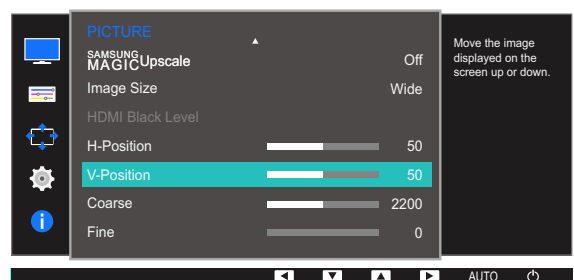 PICTURE
SAMSUNG
MAGICUpscale Off
Image Size Wide
HDMI Black Level
H-Position 50
V-Position 50
Coarse 2200
Fine 0
Move the image
displayed on the
screen up or down.
AUTO